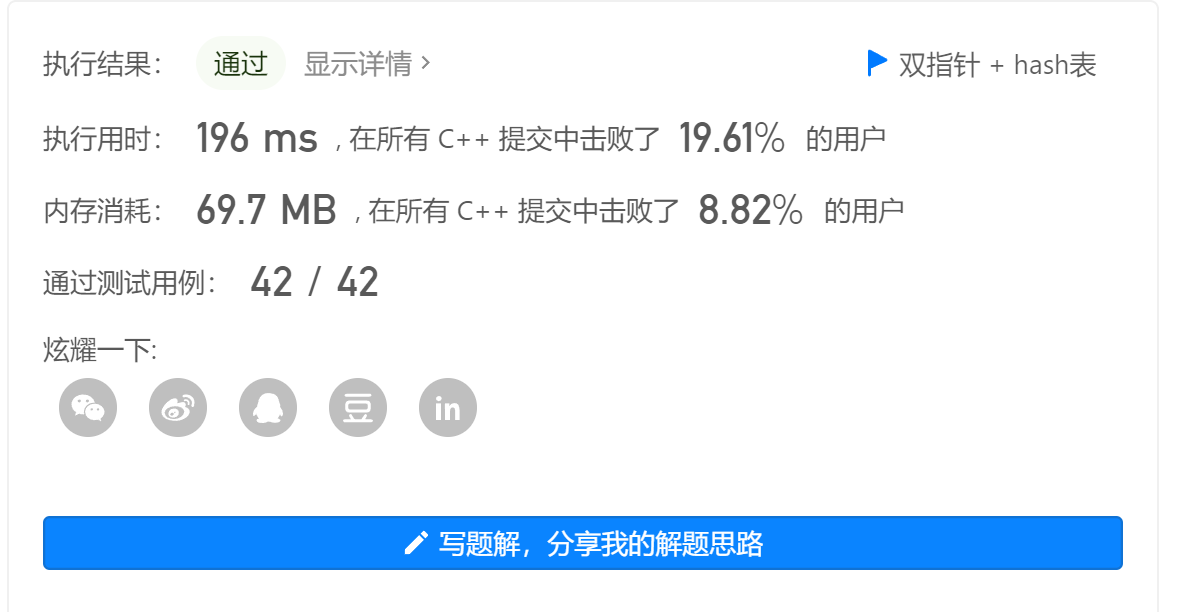 执行结果： 通过 显示详情 › 双指针 + hash表
执行用时： 196 ms , 在所有 C++ 提交中击败了 19.61% 的用户
内存消耗： 69.7 MB , 在所有 C++ 提交中击败了 8.82% 的用户
通过测试用例： 42 / 42
炫耀一下:
豆 in
写题解，分享我的解题思路